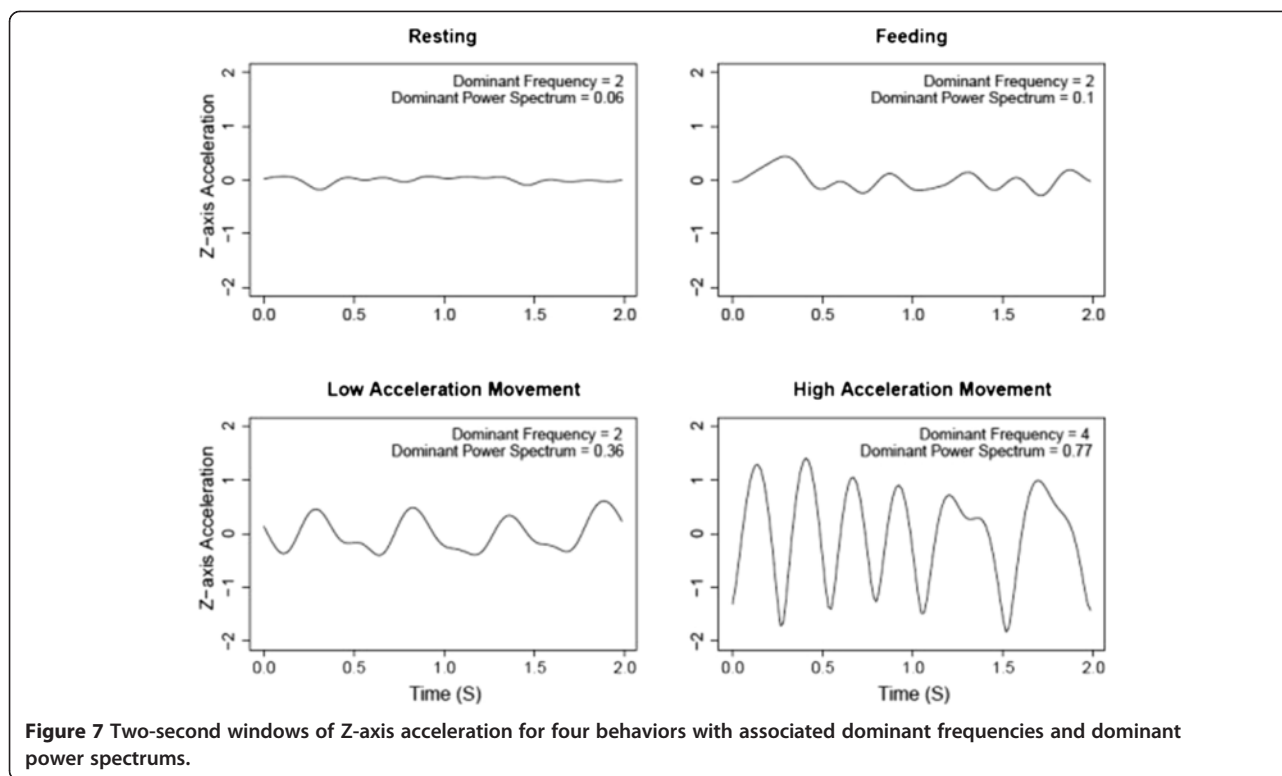 Resting
Dominant Frequency = 2
Dominant Power Spectrum = 0.06
Z-axis Acceleration
2
1
0
-1
-2
0.0 0.5 1.0 1.5 2.0
Feeding
Dominant Frequency = 2
Dominant Power Spectrum = 0.1
2
1
0
-1
-2
0.0 0.5 1.0 1.5 2.0
Low Acceleration Movement
Dominant Frequency = 2
Dominant Power Spectrum = 0.36
Z-axis Acceleration
2
1
0
-1
-2
0.0 0.5 1.0 1.5 2.0
Time (S)
High Acceleration Movement
Dominant Frequency = 4
Dominant Power Spectrum = 0.77
2
1
0
-1
-2
0.0 0.5 1.0 1.5 2.0
Time (S)
Figure 7 Two-second windows of Z-axis acceleration for four behaviors with associated dominant frequencies and dominant
power spectrums.